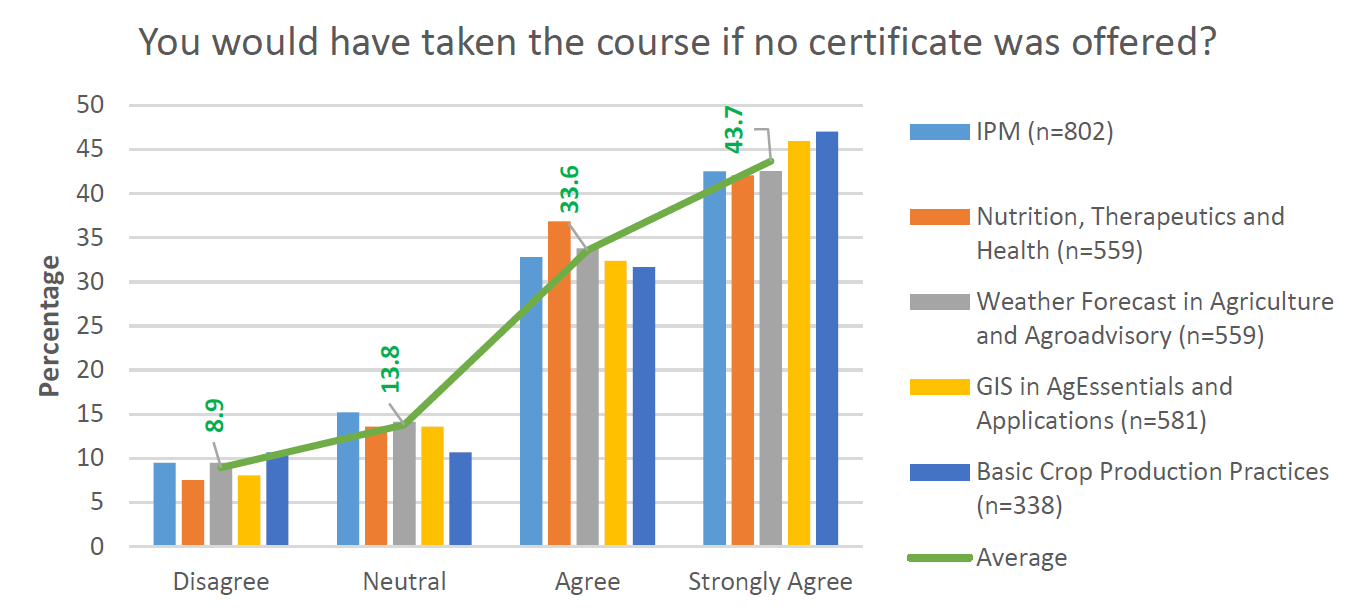 You would have taken the course if no certificate was offered?
Percentage
50
45
40
35
30
25
20
15
10
5
0
8.9
13.8
33.6
43.7
Disagree
Neutral
Agree
Strongly Agree
IPM (n=802)
Nutrition, Therapeutics and
Health (n=559)
Weather Forecast in Agriculture
and Agroadvisory (n=559)
GIS in AgEssentials and
Applications (n=581)
Basic Crop Production Practices
(n=338)
Average